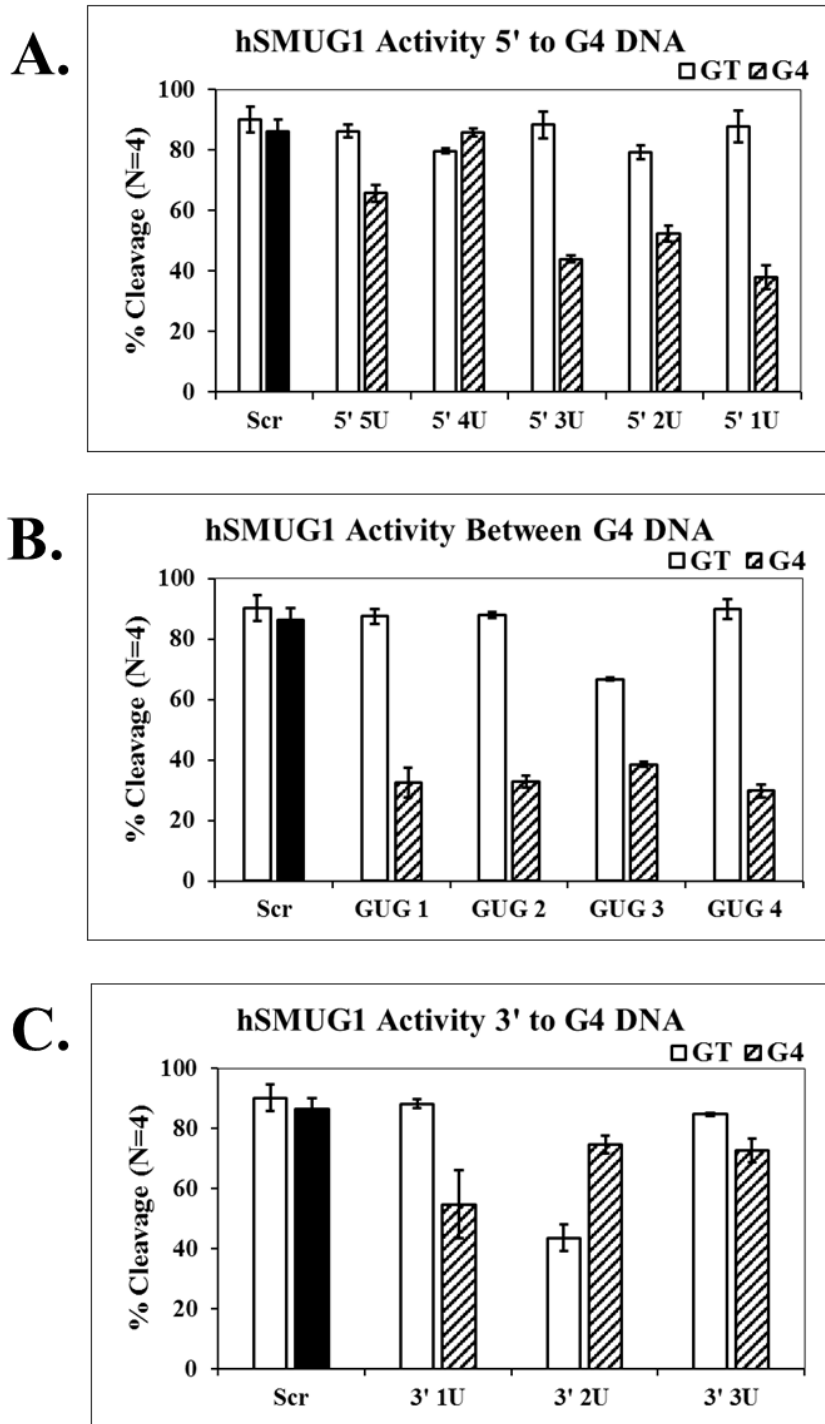 A.
hSMUG1 Activity 5' to G4 DNA
GT G4
% Cleavage (N=4)
100
80
60
40
20
0
Scr 5' 5U 5' 4U 5' 3U 5' 2U 5' 1U
B.
hSMUG1 Activity Between G4 DNA
GT G4
% Cleavage (N=4)
100
80
60
40
20
0
Scr GUG 1 GUG 2 GUG 3 GUG 4
C.
hSMUG1 Activity 3' to G4 DNA
GT G4
% Cleavage (N=4)
100
80
60
40
20
0
Scr 3' 1U 3' 2U 3' 3U